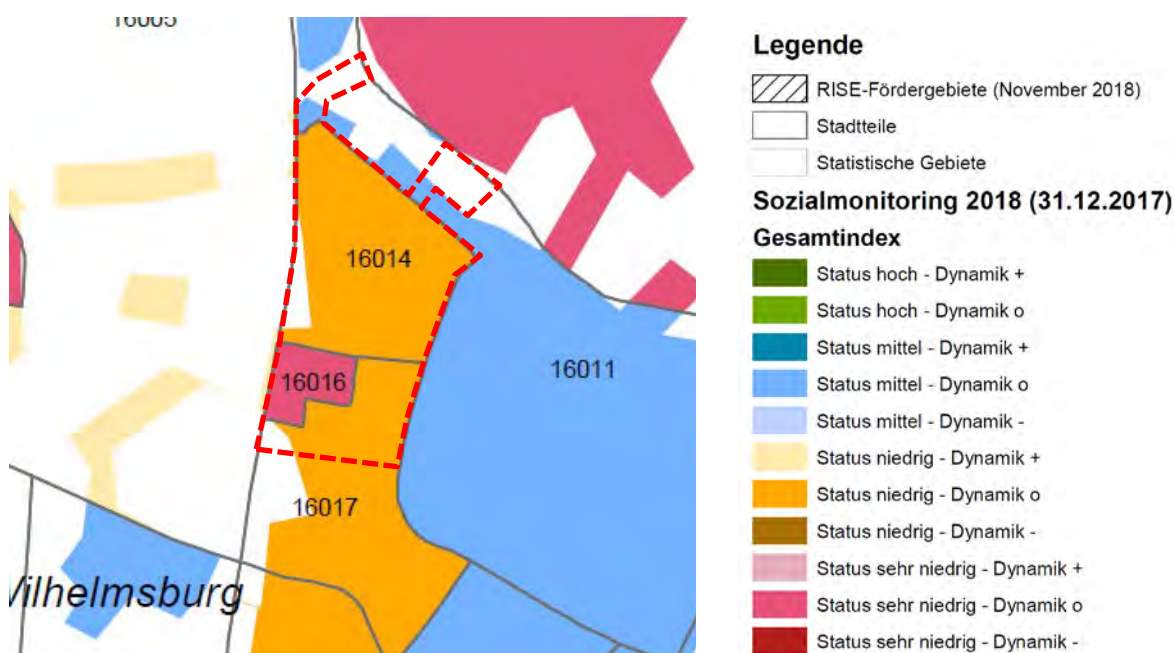 16005
16014
16016
16011
16017
Vilhelmsburg
Legende
RISE-Fördergebiete (November 2018)
Stadtteile
Statistische Gebiete
Sozialmonitoring 2018 (31.12.2017)
Gesamtindex
Status hoch - Dynamik +
Status hoch - Dynamik o
Status mittel - Dynamik +
Status mittel - Dynamik o
Status mittel - Dynamik -
Status niedrig - Dynamik +
Status niedrig - Dynamik o
Status niedrig - Dynamik -
Status sehr niedrig - Dynamik +
Status sehr niedrig - Dynamik o
Status sehr niedrig - Dynamik -